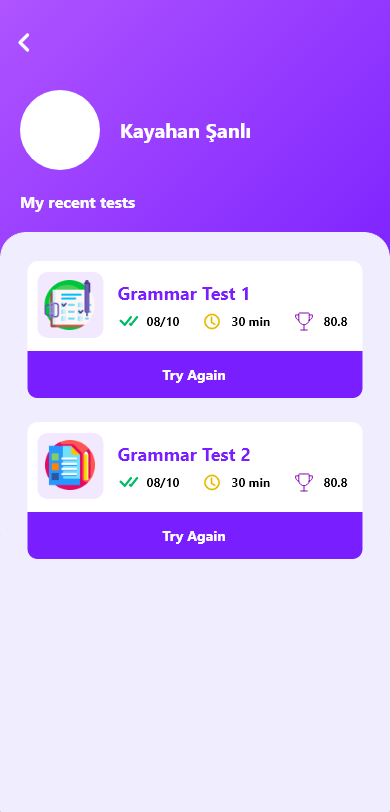 Kayahan Şanlı
My recent tests
Grammar Test 1
08/10 30 min 80.8
Try Again
Grammar Test 2
08/10 30 min 80.8
Try Again